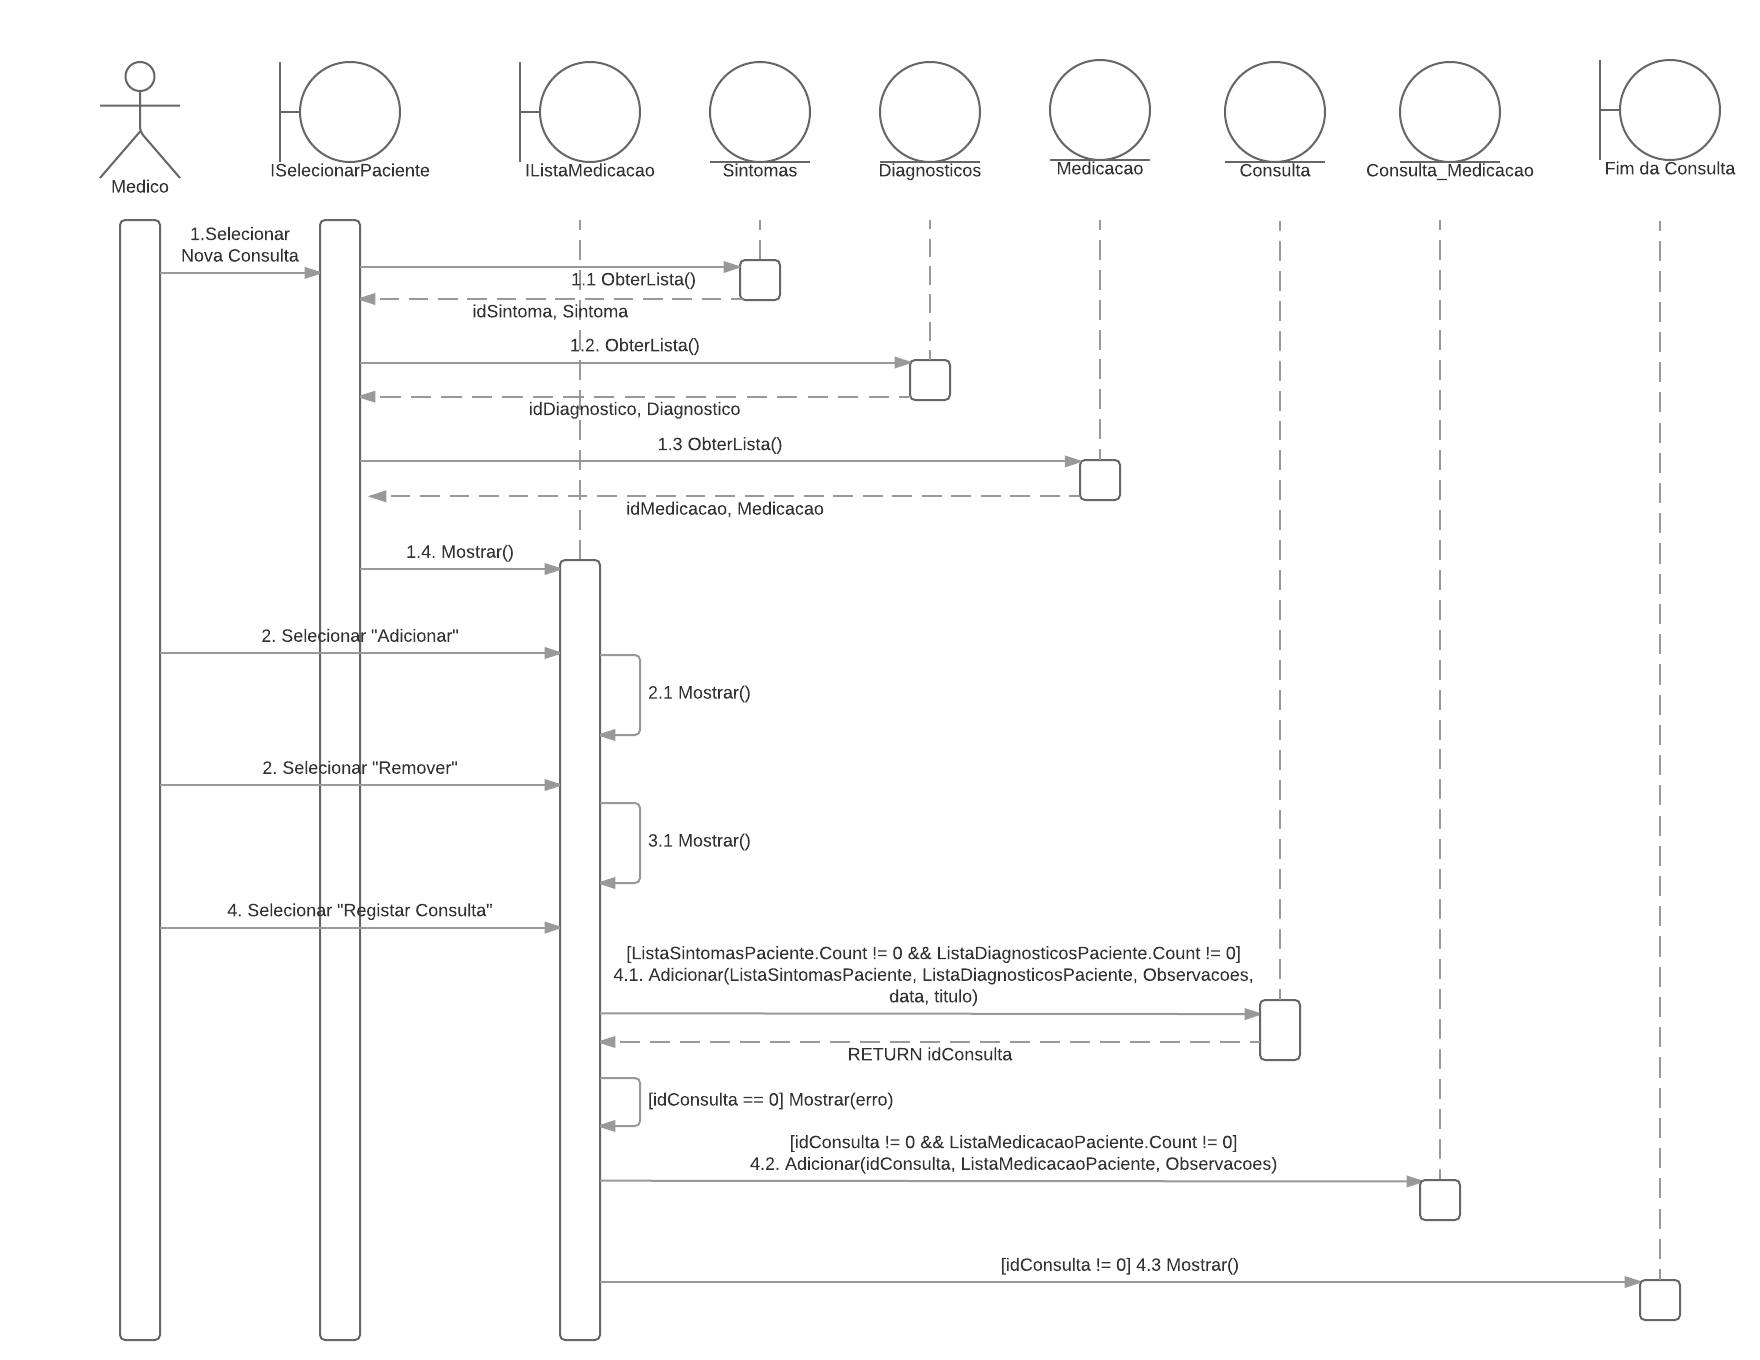 Medico
ISelecionarPaciente
IListaMedicacao
Sintomas
Diagnosticos
Medicacao
Consulta
Consulta_Medicacao
Fim da Consulta
1.Selecionar
Nova Consulta
1.1 ObterLista()
idSintoma, Sintoma
1.2. ObterLista()
idDiagnostico, Diagnostico
1.3 ObterLista()
idMedicacao, Medicacao
1.4. Mostrar()
2. Selecionar "Adicionar"
2.1 Mostrar()
2. Selecionar "Remover"
3.1 Mostrar()
4. Selecionar "Registar Consulta"
[ListaSintomasPaciente.Count != 0 && ListaDiagnosticosPaciente.Count != 0]
4.1. Adicionar(ListaSintomasPaciente, ListaDiagnosticosPaciente, Observacoes,
data, titulo)
RETURN idConsulta
[idConsulta == 0] Mostrar(erro)
[idConsulta != 0 && ListaMedicacaoPaciente.Count != 0]
4.2. Adicionar(idConsulta, ListaMedicacaoPaciente, Observacoes)
[idConsulta != 0] 4.3 Mostrar()